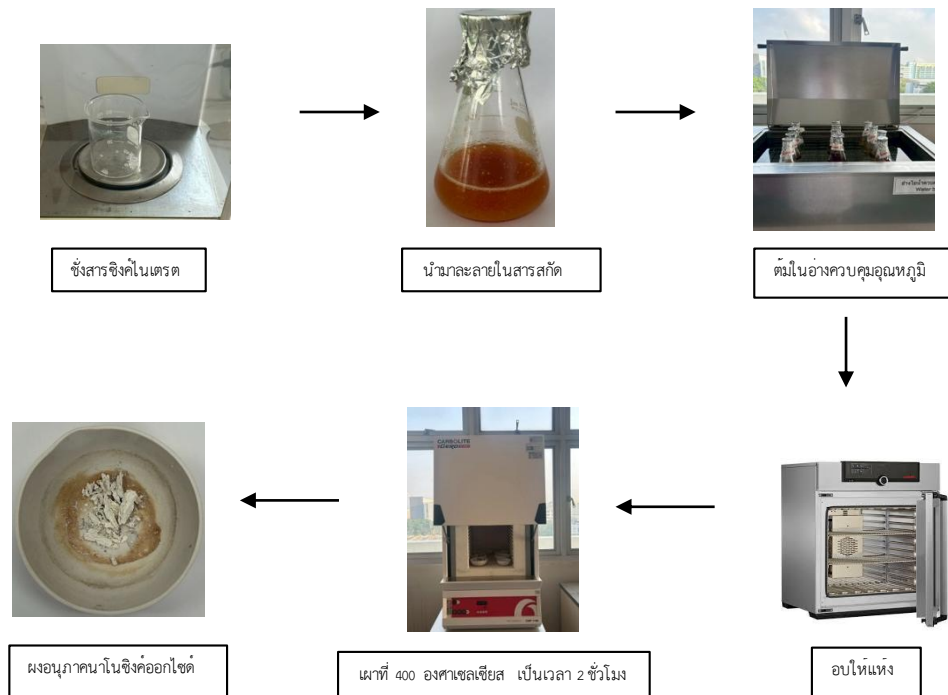 ชั่งสารซิงค์ไนเตรต
นำมาละลายในสารสกัด
ต้มในอ่างควบคุมอุณหภูมิ
อบให้แห้ง
เผาที่ 400 องศาเซลเซียส เป็นเวลา 2 ชั่วโมง
ผงอนุภาคนาโนซิงค์ออกไซด์
CARBOLITE